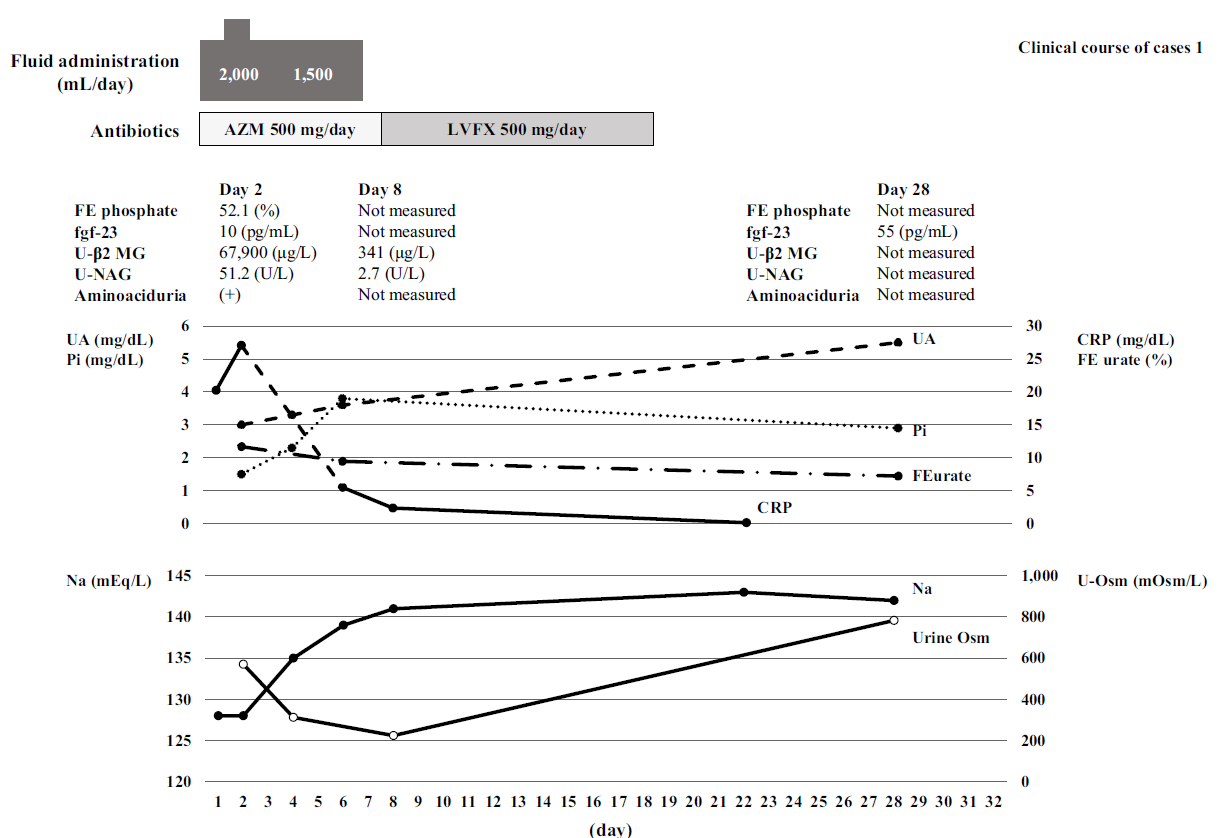 Clinical course of cases 1
Fluid administration
(mL/day)
2,000 1,500
Antibiotics AZM 500 mg/day LVFX 500 mg/day
Day 2 Day 8 Day 28
FE phosphate 52.1 (%) Not measured FE phosphate Not measured
fgf-23 10 (pg/mL) Not measured fgf-23 55 (pg/mL)
U-β2 MG 67,900 (μg/L) 341 (μg/L) U-β2 MG Not measured
U-NAG 51.2 (U/L) 2.7 (U/L) U-NAG Not measured
Aminoaciduria (+) Not measured Aminoaciduria Not measured
UA (mg/dL)
Pi (mg/dL)
6
5
4
3
2
1
0
UA
Pi
FEurate
CRP
30
25
20
15
10
5
0
CRP (mg/dL)
FE urate (%)
Na (mEq/L)
145
140
135
130
125
120
Na
Urine Osm
1,000
800
600
400
200
0
U-Osm (mOsm/L)
1 2 4 5 6 7 8 9 10 11 12 13 14 15 16 17 18 19 20 21 22 23 24 25 26 27 28 29 30 31 32
(day)